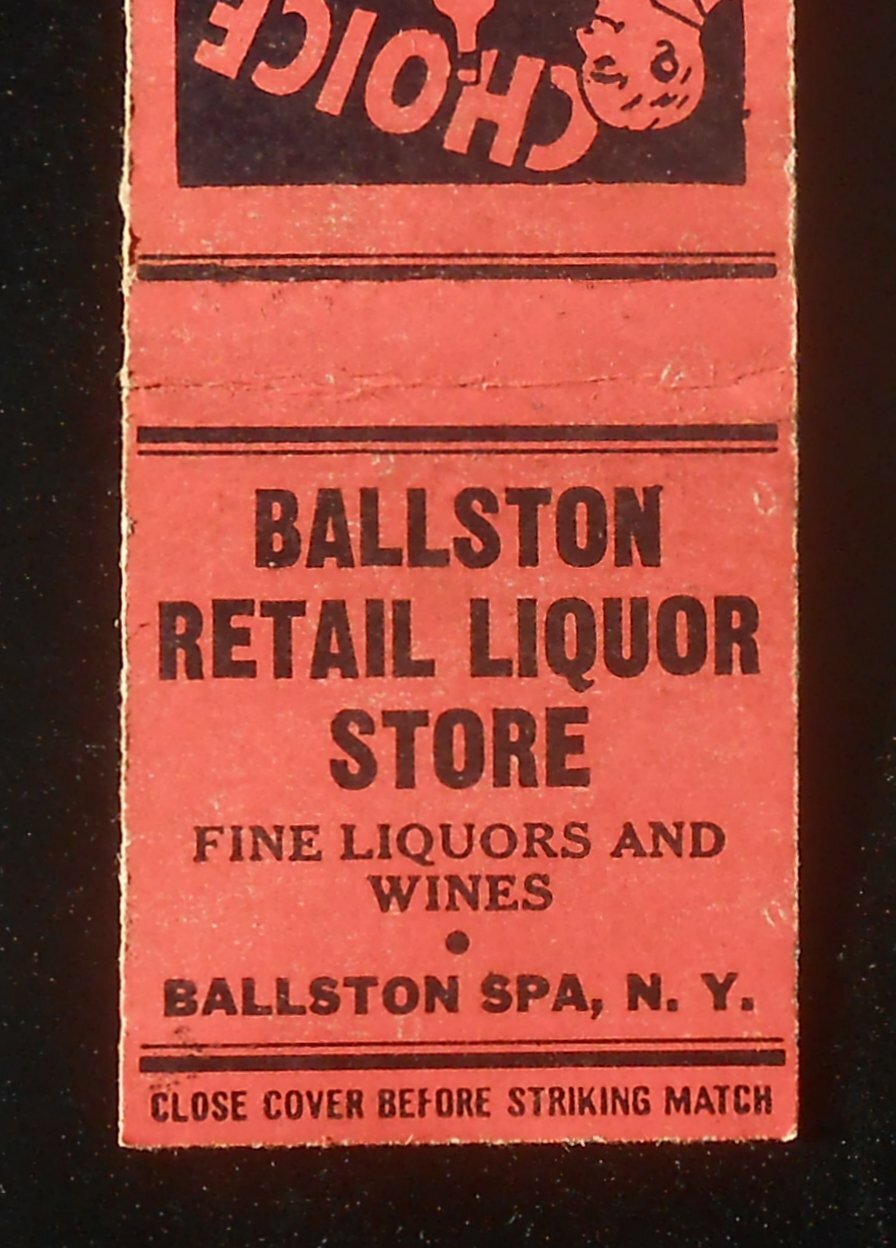 CHOICE
BALLSTON
RETAIL LIQUOR
STORE
FINE LIQUORS AND
WINES
•
BALLSTON SPA, N. Y.
CLOSE COVER BEFORE STRIKING MATCH